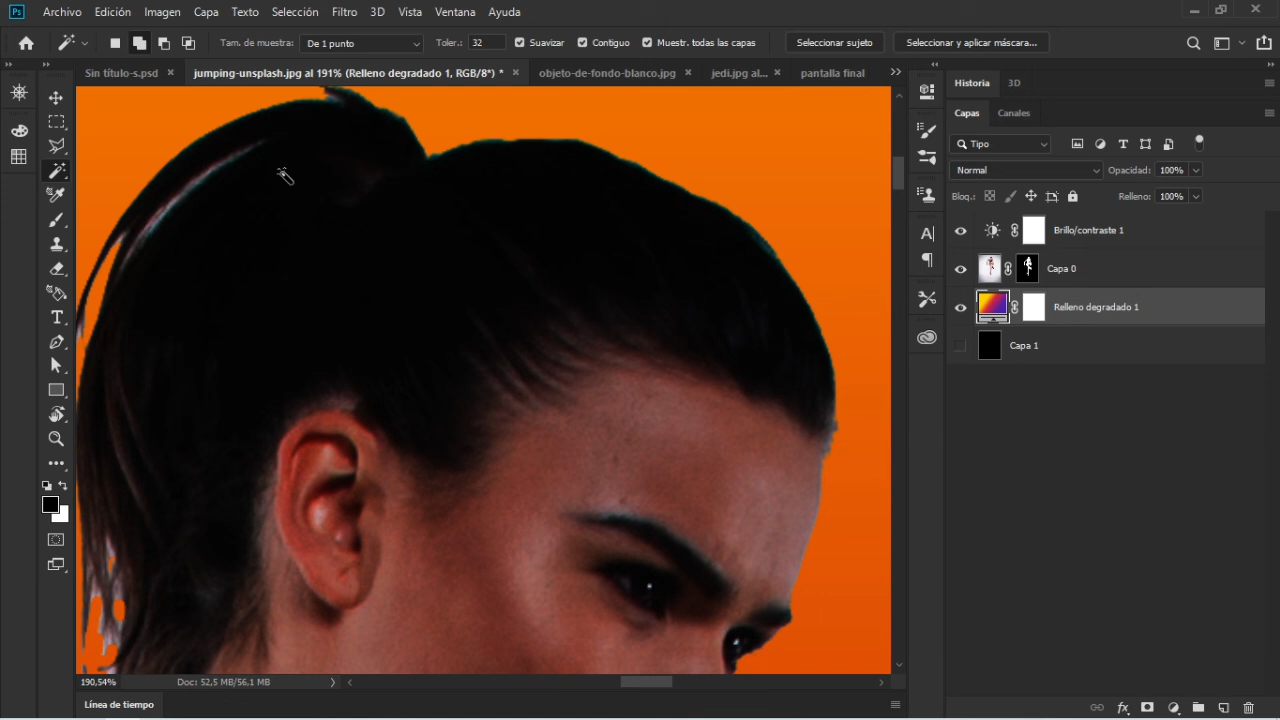 Ps Archivo Edición Imagen Capa Texto Selección Filtro 3D Vista Ventana Ayuda
Tam. de muestra: De 1 punto Toler.: 32 Suavizar Contiguo Muestr. todas las capas Seleccionar sujeto Seleccionar y aplicar máscara...
Sin título-s.psd × jumping-unsplash.jpg al 191% (Relleno degradado 1, RGB/8*) * × objeto-de-fondo-blanco.jpg × jedi.jpg al... × pantalla final
Historia 3D
Capas Canales
Tipo
Normal Opacidad: 100%
Bloq.: Relleno: 100%
Brillo/contraste 1
Capa 0
Relleno degradado 1
Capa 1
190,54% Doc: 52,5 MB/56,1 MB
Línea de tiempo